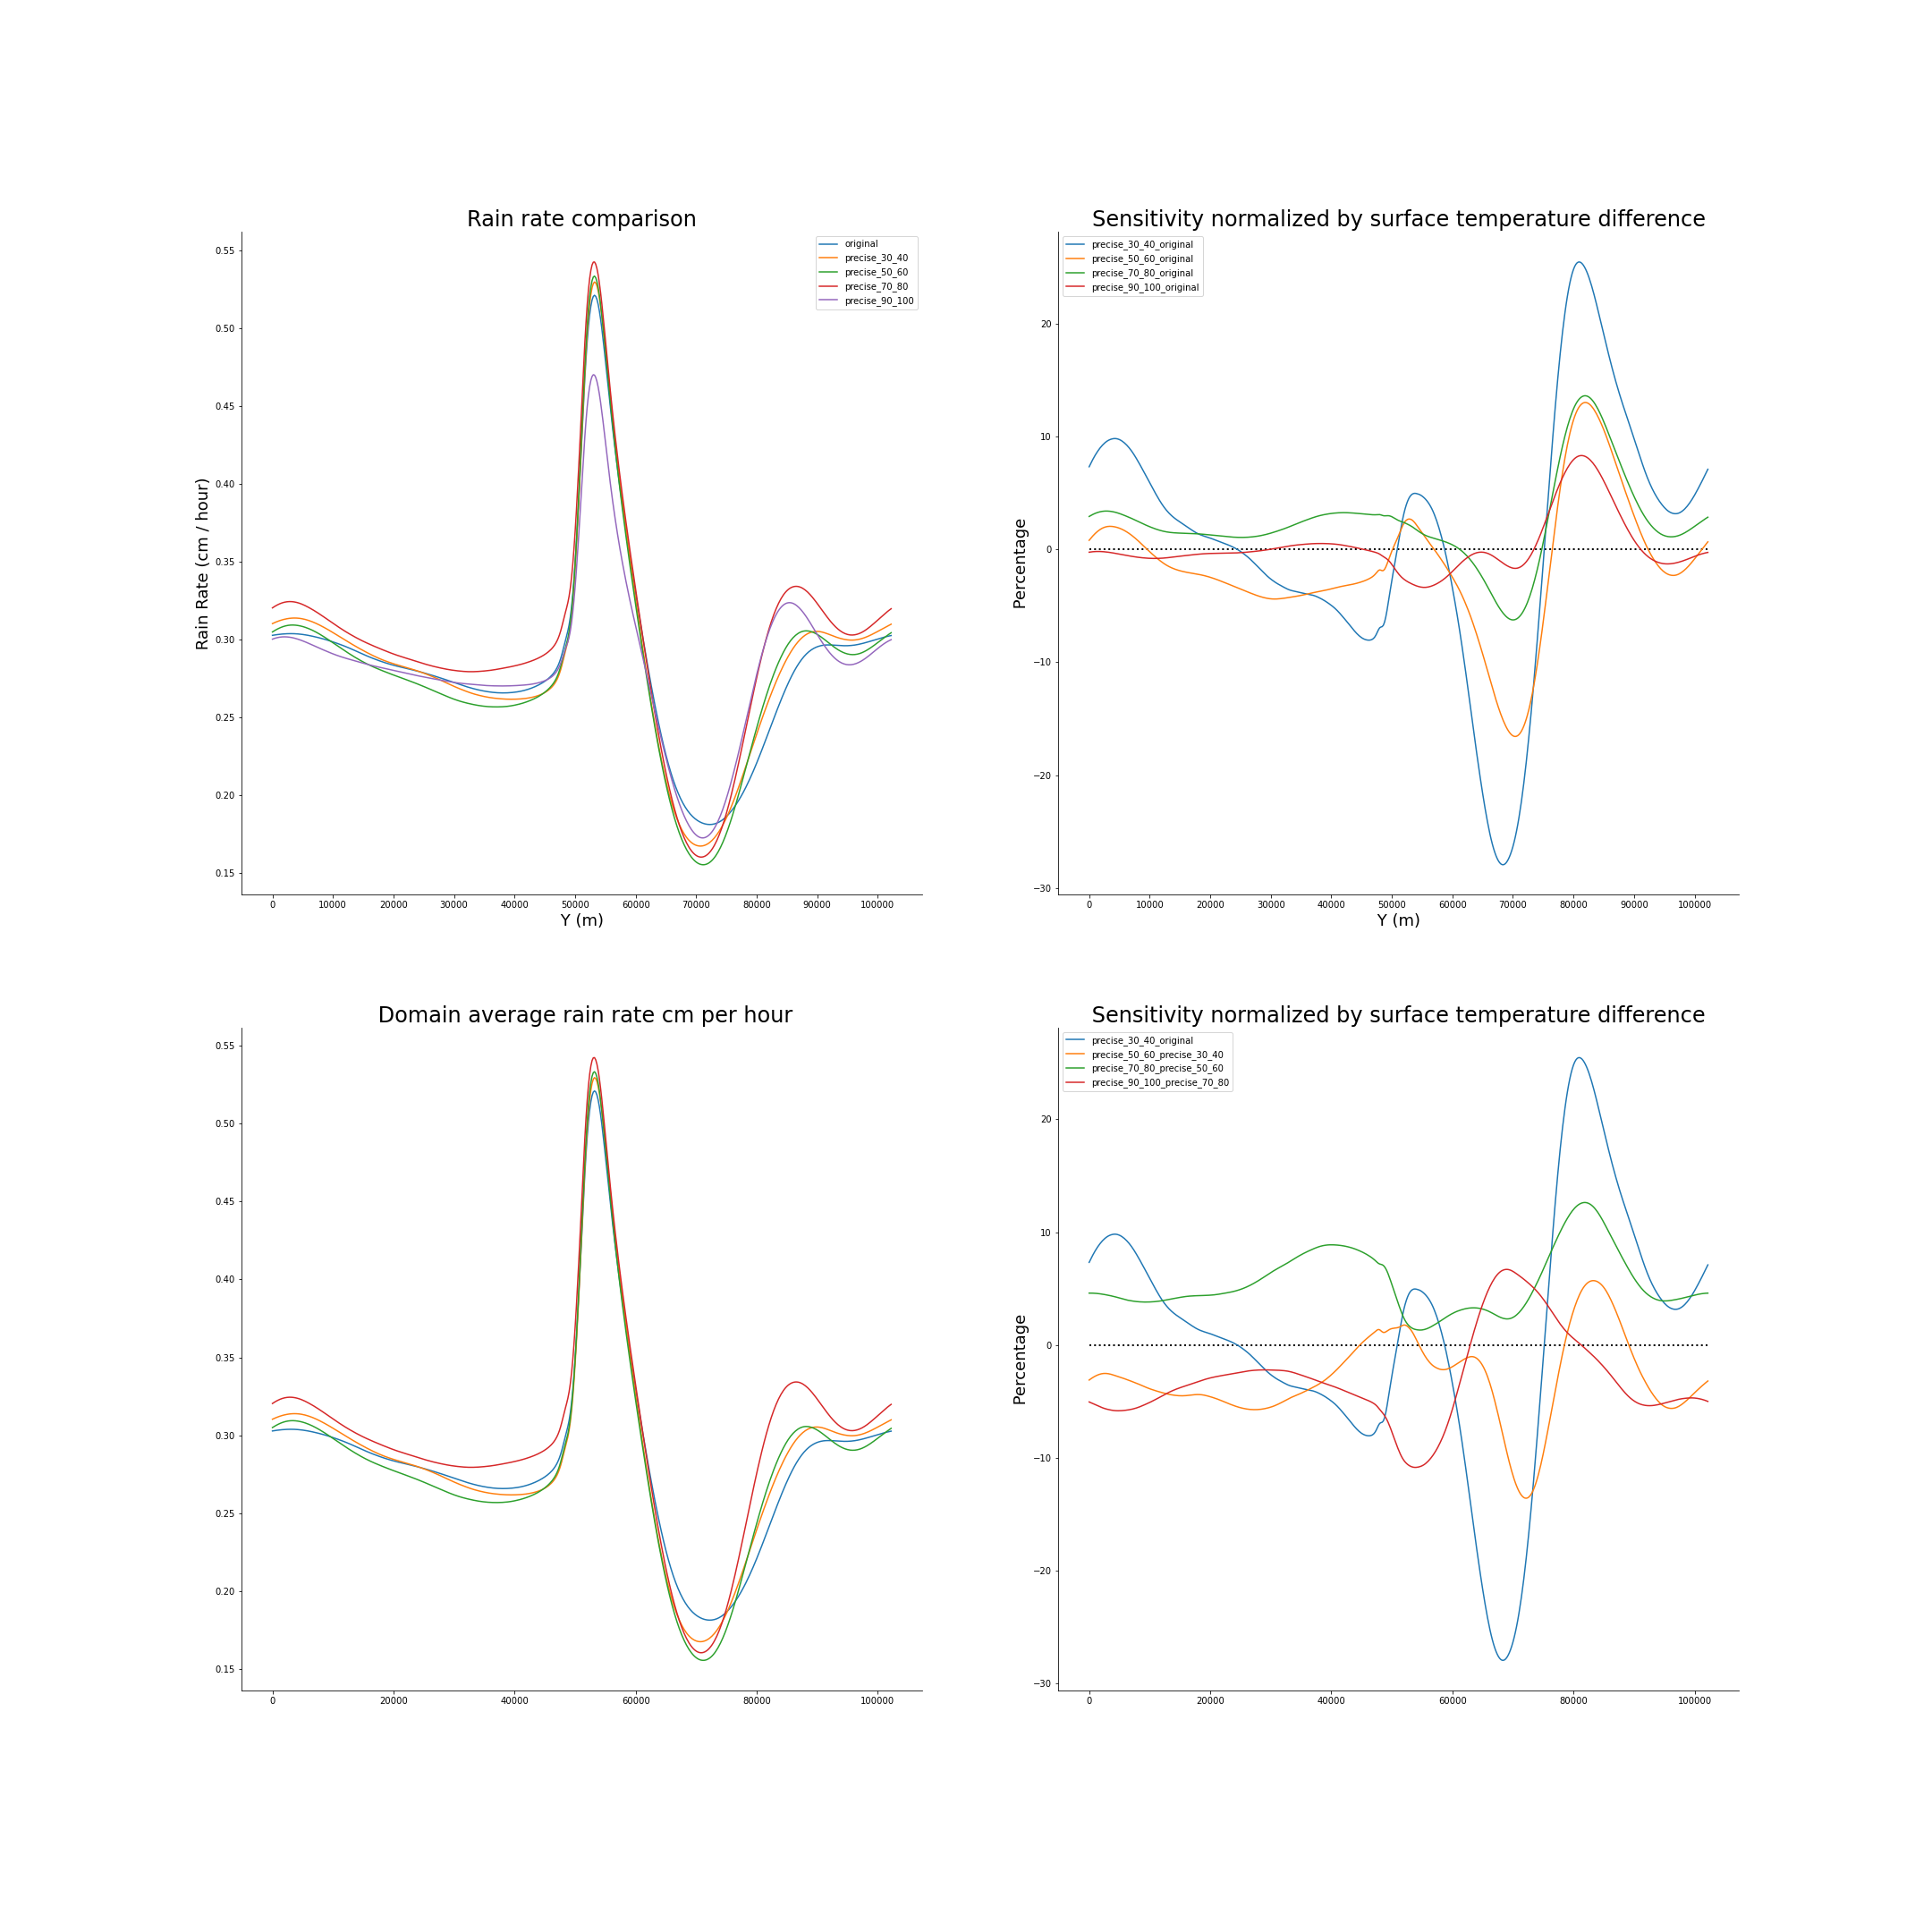 Rain rate comparison
Rain Rate (cm / hour)
0.55
0.50
0.45
0.40
0.35
0.30
0.25
0.20
0.15
original
precise_30_40
precise_50_60
precise_70_80
precise_90_100
0 10000 20000 30000 40000 50000 60000 70000 80000 90000 100000
Y (m)
Sensitivity normalized by surface temperature difference
Percentage
20
10
0
−10
−20
−30
precise_30_40_original
precise_50_60_original
precise_70_80_original
precise_90_100_original
0 10000 20000 30000 40000 50000 60000 70000 80000 90000 100000
Y (m)
Domain average rain rate cm per hour
0.55
0.50
0.45
0.40
0.35
0.30
0.25
0.20
0.15
0 20000 40000 60000 80000 100000
Sensitivity normalized by surface temperature difference
Percentage
20
10
0
−10
−20
−30
precise_30_40_original
precise_50_60_precise_30_40
precise_70_80_precise_50_60
precise_90_100_precise_70_80
0 20000 40000 60000 80000 100000